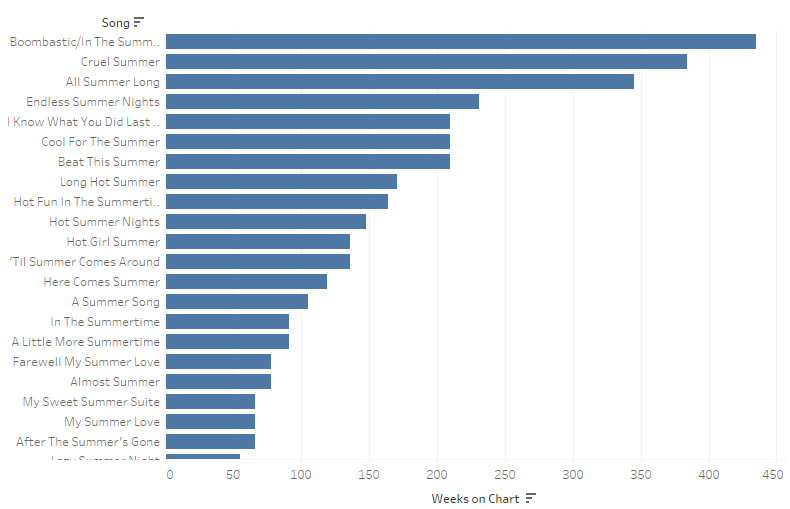 Song
Boombastic/In The Summ..
Cruel Summer
All Summer Long
Endless Summer Nights
I Know What You Did Last ..
Cool For The Summer
Beat This Summer
Long Hot Summer
Hot Fun In The Summerti..
Hot Summer Nights
Hot Girl Summer
'Til Summer Comes Around
Here Comes Summer
A Summer Song
In The Summertime
A Little More Summertime
Farewell My Summer Love
Almost Summer
My Sweet Summer Suite
My Summer Love
After The Summer's Gone
Lazy Summer Night
0 50 100 150 200 250 300 350 400 450
Weeks on Chart